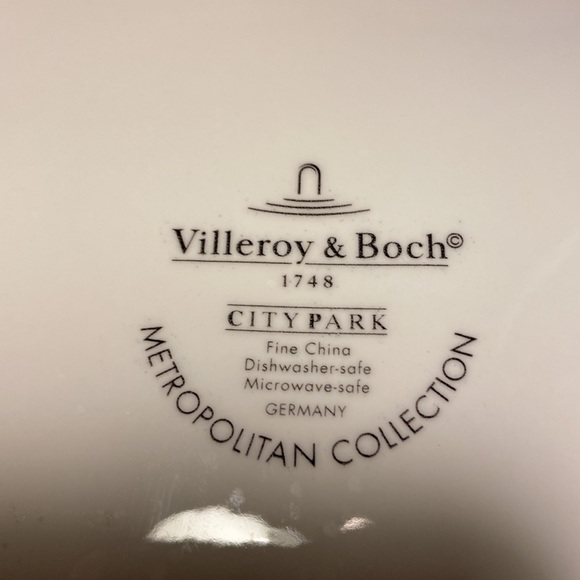 Villeroy & Boch©
1748
CITY PARK
Fine China
Dishwasher-safe
Microwave-safe
GERMANY
METROPOLITAN COLLECTION